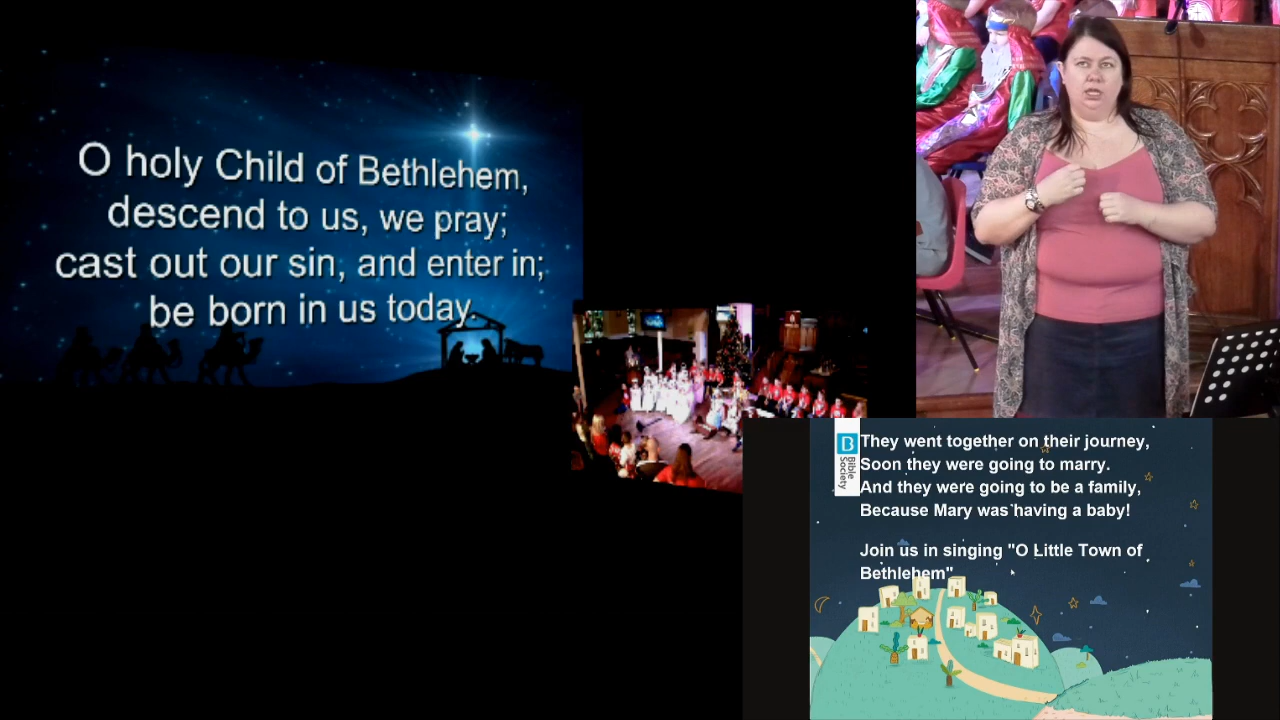 O holy Child of Bethlehem,
descend to us, we pray;
cast out our sin, and enter in;
be born in us today.
B
Bible
Society
They went together on their journey,
Soon they were going to marry.
And they were going to be a family,
Because Mary was having a baby!
Join us in singing "O Little Town of
Bethlehem"